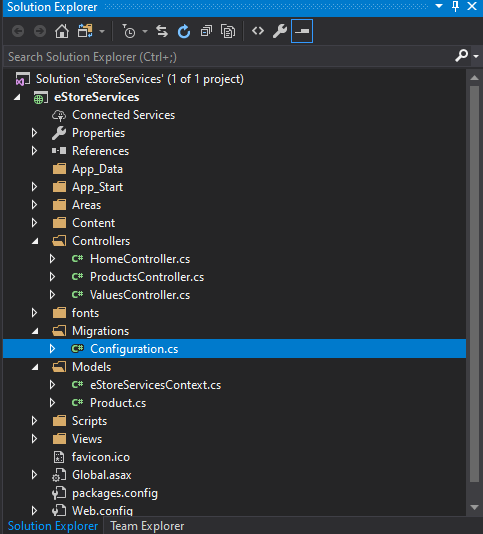 Solution Explorer
Search Solution Explorer (Ctrl+;)
Solution 'eStoreServices' (1 of 1 project)
eStoreServices
Connected Services
Properties
References
App_Data
App_Start
Areas
Content
Controllers
C# HomeController.cs
C# ProductsController.cs
C# ValuesController.cs
fonts
Migrations
C# Configuration.cs
Models
C# eStoreServicesContext.cs
C# Product.cs
Scripts
Views
favicon.ico
Global.asax
packages.config
Web.config
Solution Explorer Team Explorer